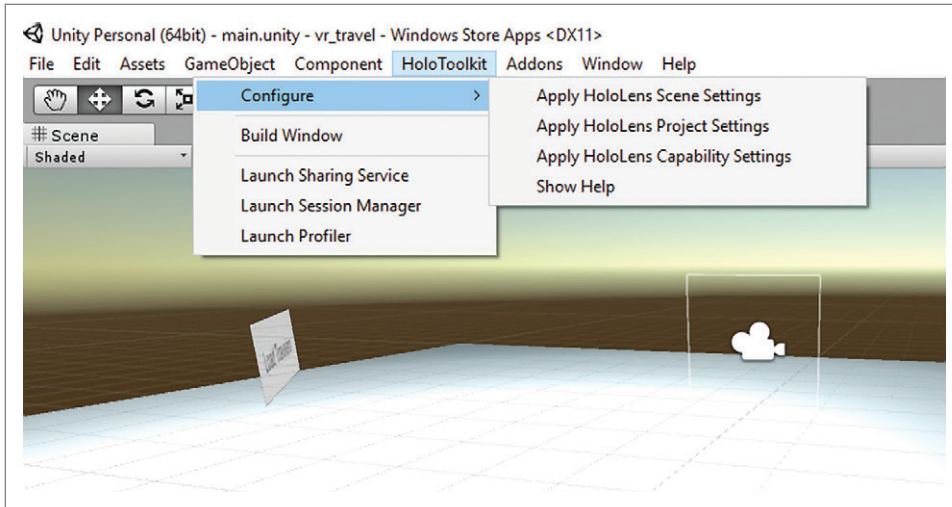 Unity Personal (64bit) - main.unity - vr_travel - Windows Store Apps <DX11>
File Edit Assets GameObject Component HoloToolkit Addons Window Help
Configure >
Apply HoloLens Scene Settings
Apply HoloLens Project Settings
Apply HoloLens Capability Settings
Show Help
Build Window
Launch Sharing Service
Launch Session Manager
Launch Profiler
# Scene
Shaded